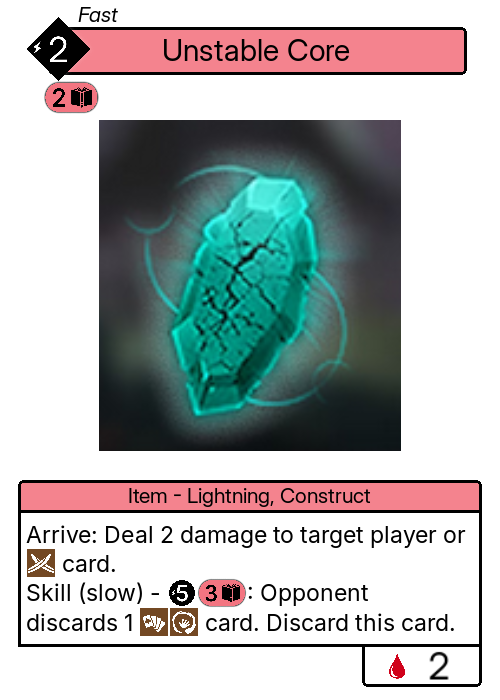 Fast
2
Unstable Core
2
Item - Lightning, Construct
Arrive: Deal 2 damage to target player or
card.
Skill (slow) - 5 3 : Opponent
discards 1 card. Discard this card.
2